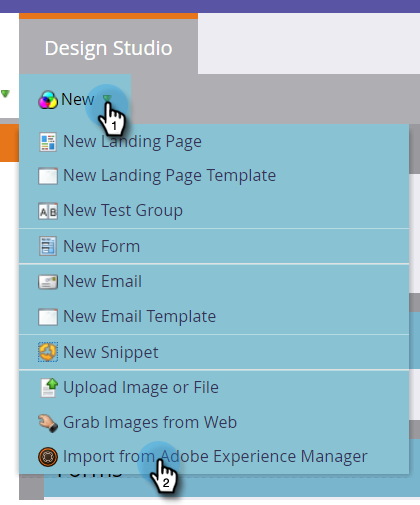 Design Studio
New
1
New Landing Page
New Landing Page Template
AB New Test Group
New Form
New Email
New Email Template
New Snippet
Upload Image or File
Grab Images from Web
Import from Adobe Experience Manager
2
Forms